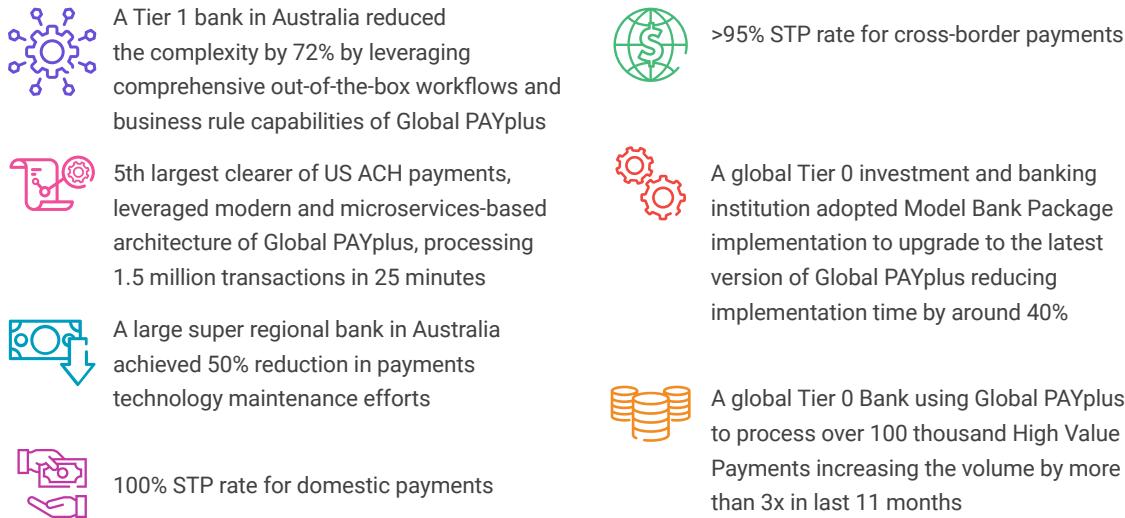 A Tier 1 bank in Australia reduced
the complexity by 72% by leveraging
comprehensive out-of-the-box workflows and
business rule capabilities of Global PAYplus
5th largest clearer of US ACH payments,
leveraged modern and microservices-based
architecture of Global PAYplus, processing
1.5 million transactions in 25 minutes
A large super regional bank in Australia
achieved 50% reduction in payments
technology maintenance efforts
100% STP rate for domestic payments
>95% STP rate for cross-border payments
A global Tier 0 investment and banking
institution adopted Model Bank Package
implementation to upgrade to the latest
version of Global PAYplus reducing
implementation time by around 40%
A global Tier 0 Bank using Global PAYplus
to process over 100 thousand High Value
Payments increasing the volume by more
than 3x in last 11 months